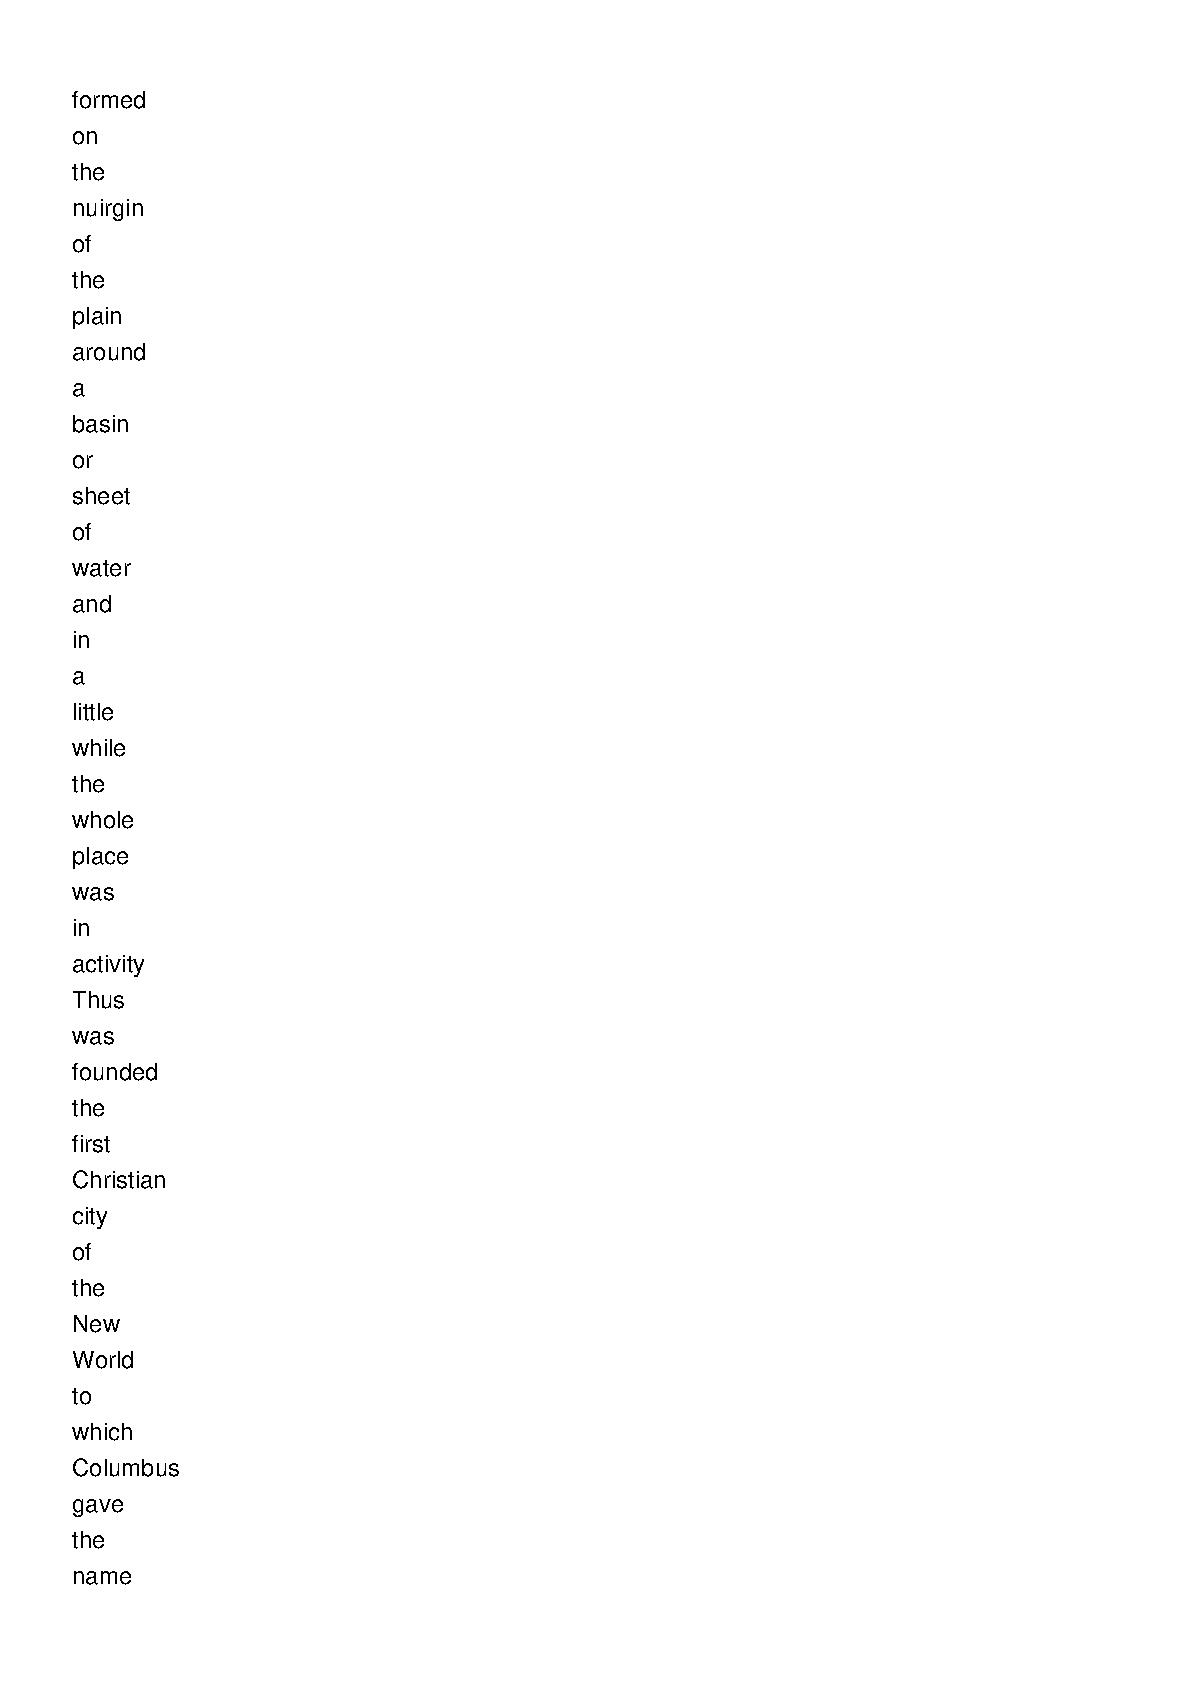 formed
on
the
nuirgin
of
the
plain
around
a
basin
or
sheet
of
water
and
in
a
little
while
the
whole
place
was
in
activity
Thus
was
founded
the
first
Christian
city
of
the
New
World
to
which
Columbus
gave
the
name